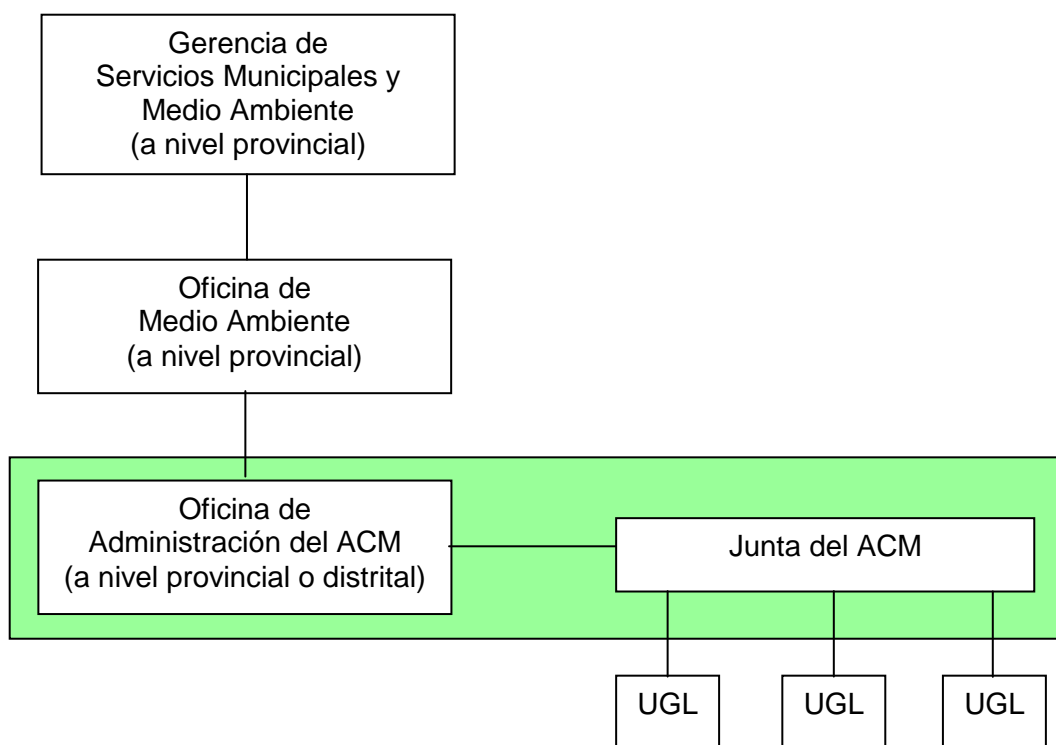 Gerencia de
Servicios Municipales y
Medio Ambiente
(a nivel provincial)
Oficina de
Medio Ambiente
(a nivel provincial)
Oficina de
Administración del ACM
(a nivel provincial o distrital)
Junta del ACM
UGL
UGL
UGL